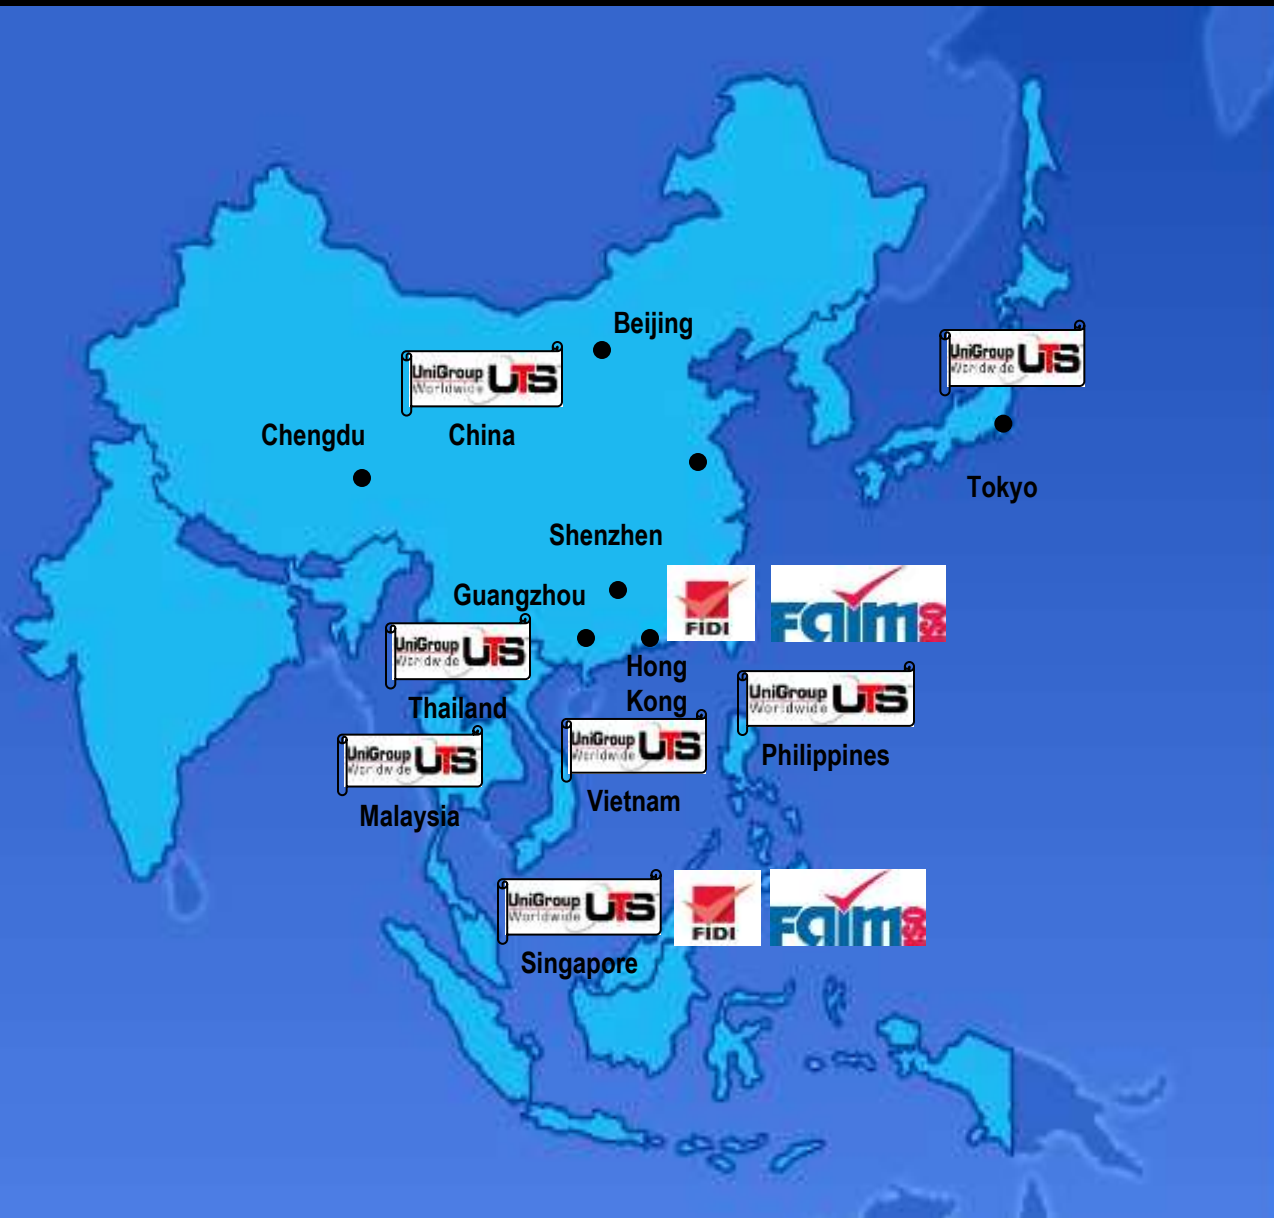 Beijing
UniGroup UTS
Worldwide
UniGroup UTS
Worldwide
Chengdu
China
Tokyo
Shenzhen
Guangzhou
FIDI
Faim ISO
UniGroup UTS
Worldwide
Hong
Kong
Thailand
UniGroup UTS
Worldwide
Philippines
UniGroup UTS
Worldwide
UniGroup UTS
Worldwide
Vietnam
Malaysia
UniGroup UTS
Worldwide
FIDI
Faim ISO
Singapore